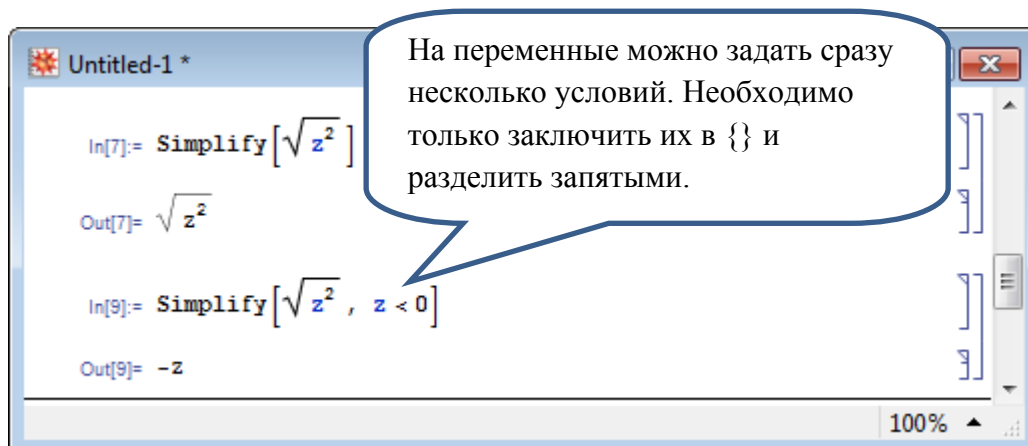 Untitled-1 *
На переменные можно задать сразу
несколько условий. Необходимо
только заключить их в {} и
разделить запятыми.
In[7]:= Simplify[√z²]
Out[7]= √z²
In[9]:= Simplify[√z², z < 0]
Out[9]= -z
100%